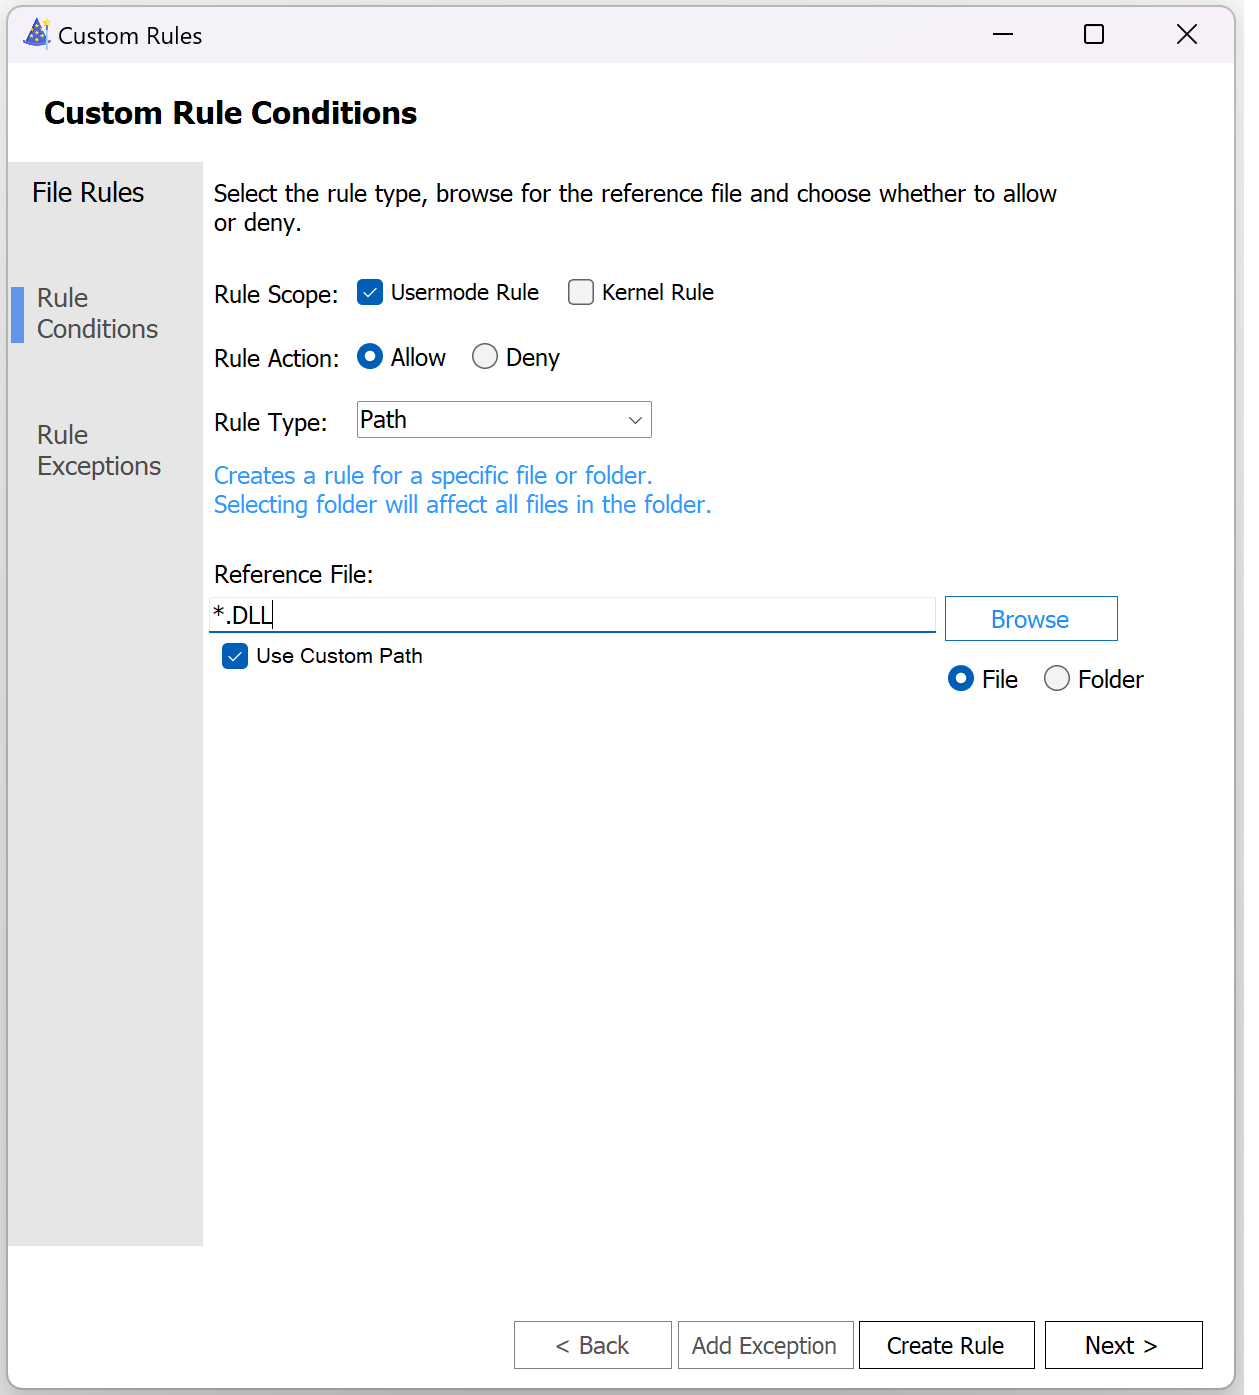 Custom Rules
Custom Rule Conditions
File Rules
Rule
Conditions
Rule
Exceptions
Select the rule type, browse for the reference file and choose whether to allow
or deny.
Rule Scope: Usermode Rule Kernel Rule
Rule Action: Allow Deny
Rule Type: Path
Creates a rule for a specific file or folder.
Selecting folder will affect all files in the folder.
Reference File:
*.DLL Browse
Use Custom Path
File Folder
< Back Add Exception Create Rule Next >